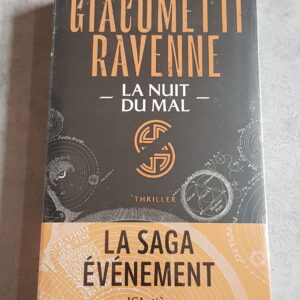 GIACOMETTI
RAVENNE
– LA NUIT
DU MAL –
THRILLER
LA SAGA
ÉVÉNEMENT